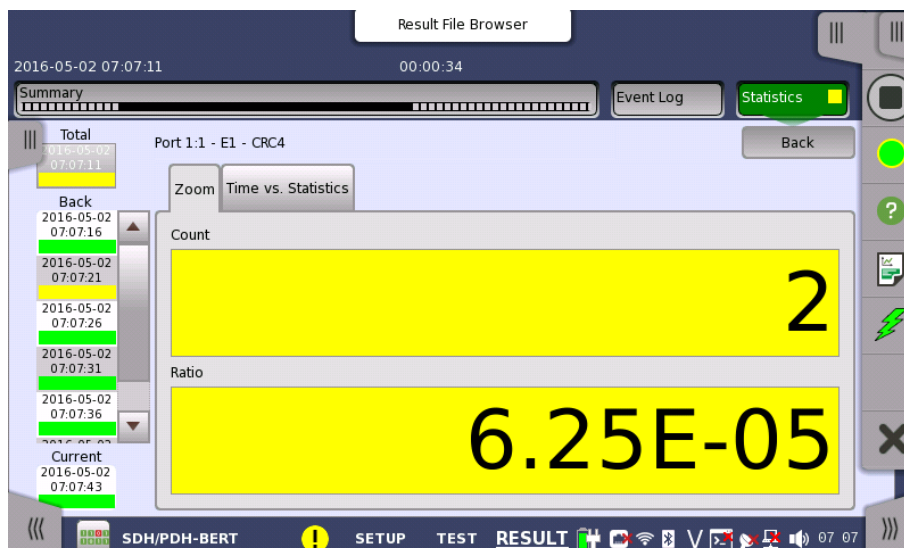 Result File Browser
2016-05-02 07:07:11
00:00:34
Summary
Event Log
Statistics
Total
2016-05-02
07:07:11
Port 1:1 - E1 - CRC4
Back
Zoom
Time vs. Statistics
Back
2016-05-02
07:07:16
2016-05-02
07:07:21
2016-05-02
07:07:26
2016-05-02
07:07:31
2016-05-02
07:07:36
Count
2
Ratio
6.25E-05
Current
2016-05-02
07:07:43
SDH/PDH-BERT
SETUP
TEST
RESULT
07 07